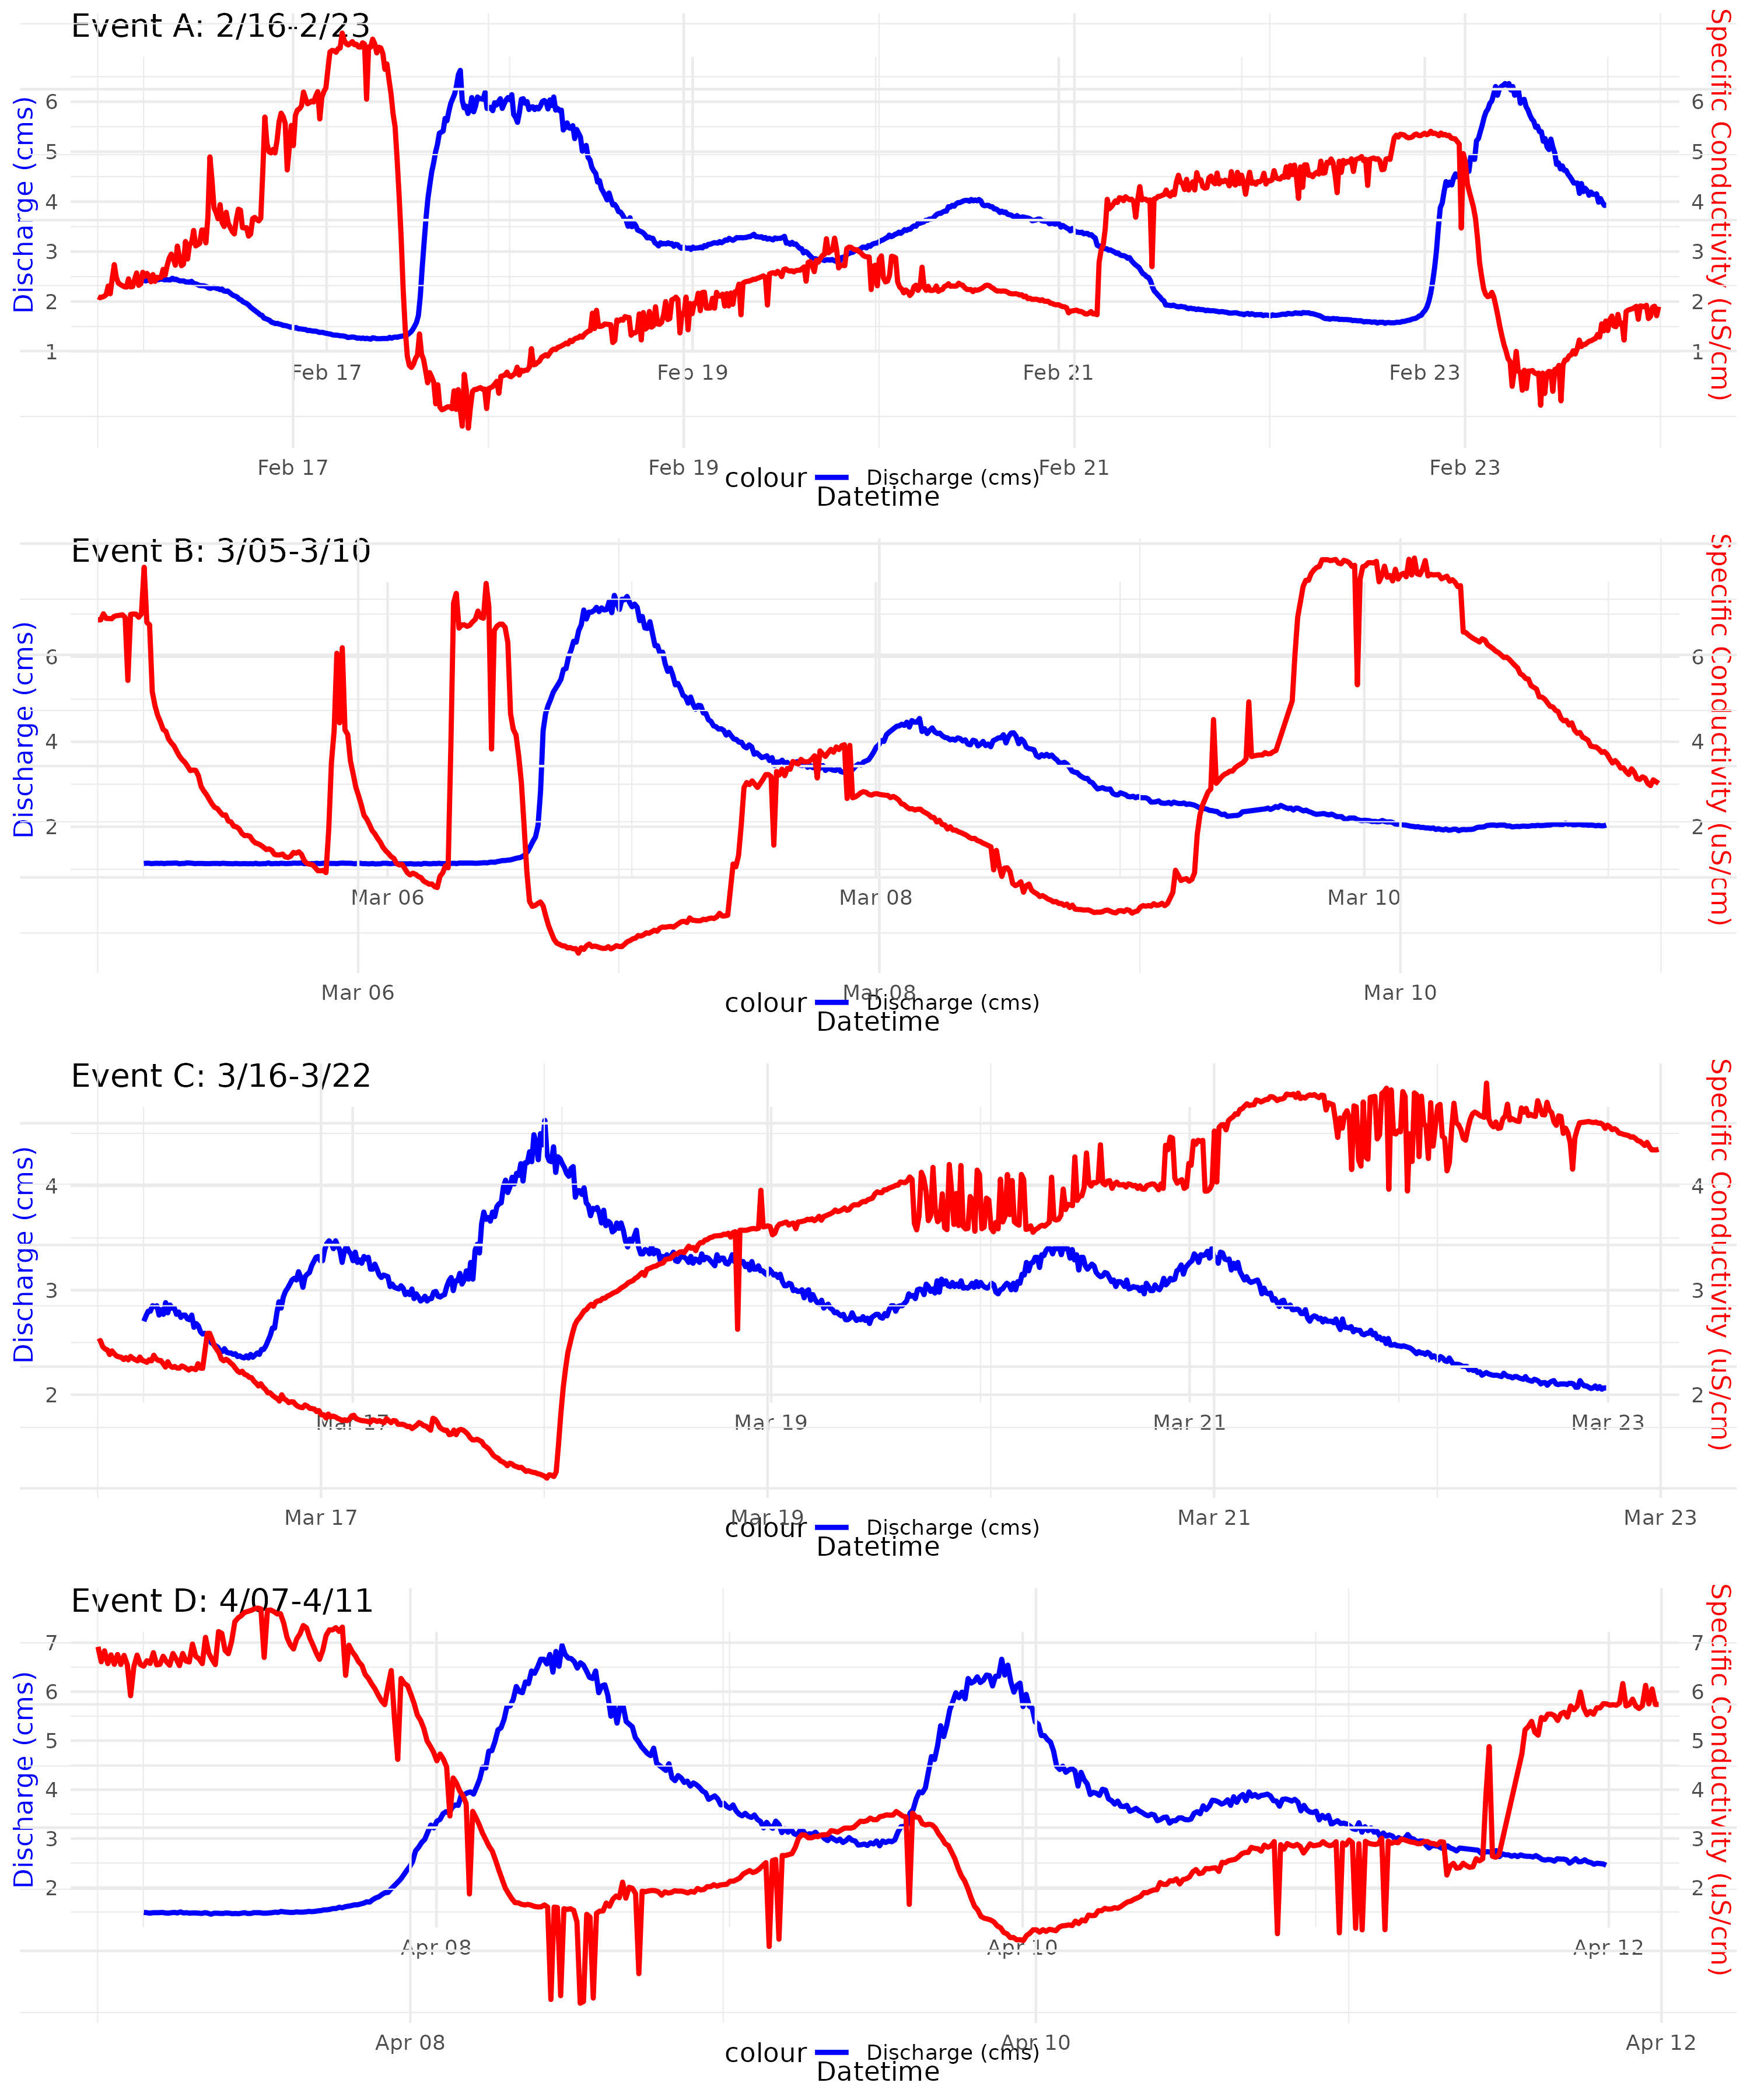 Event A: 2/16-2/23
Discharge (cms)
Specific Conductivity (uS/cm)
6 6
5 5
4 4
3 3
2 2
1 1
Feb 17 Feb 19 Feb 21 Feb 23
Feb 17 Feb 19 Feb 21 Feb 23
colour Discharge (cms)
Datetime
Event B: 3/05-3/10
Discharge (cms)
Specific Conductivity (uS/cm)
6 6
4 4
2 2
Mar 06 Mar 08 Mar 10
Mar 06 Mar 08 Mar 10
colour Discharge (cms)
Datetime
Event C: 3/16-3/22
Discharge (cms)
Specific Conductivity (uS/cm)
4 4
3 3
2 2
Mar 17 Mar 19 Mar 21 Mar 23
Mar 17 Mar 19 Mar 21 Mar 23
colour Discharge (cms)
Datetime
Event D: 4/07-4/11
Discharge (cms)
Specific Conductivity (uS/cm)
7 7
6 6
5 5
4 4
3 3
2 2
Apr 08 Apr 10 Apr 12
Apr 08 Apr 10 Apr 12
colour Discharge (cms)
Datetime